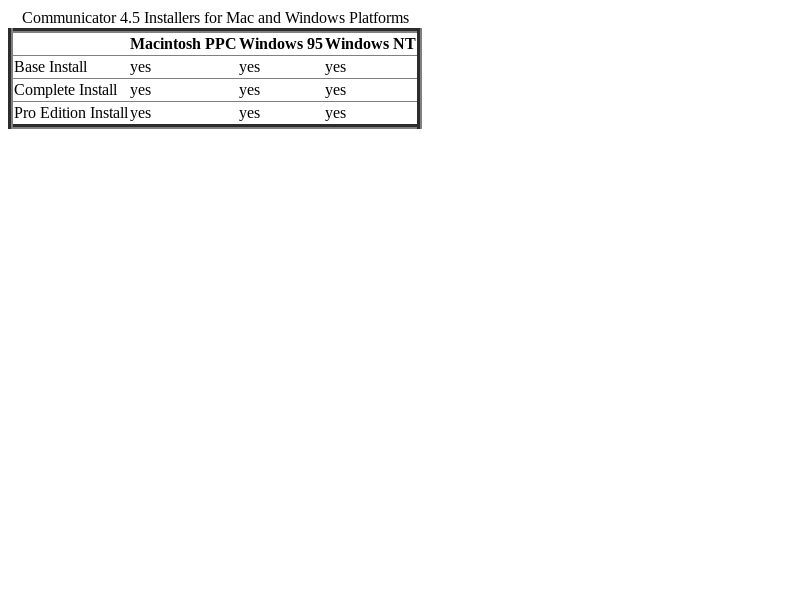 Communicator 4.5 Installers for Mac and Windows Platforms
Macintosh PPC Windows 95 Windows NT
Base Install yes yes yes
Complete Install yes yes yes
Pro Edition Install yes yes yes